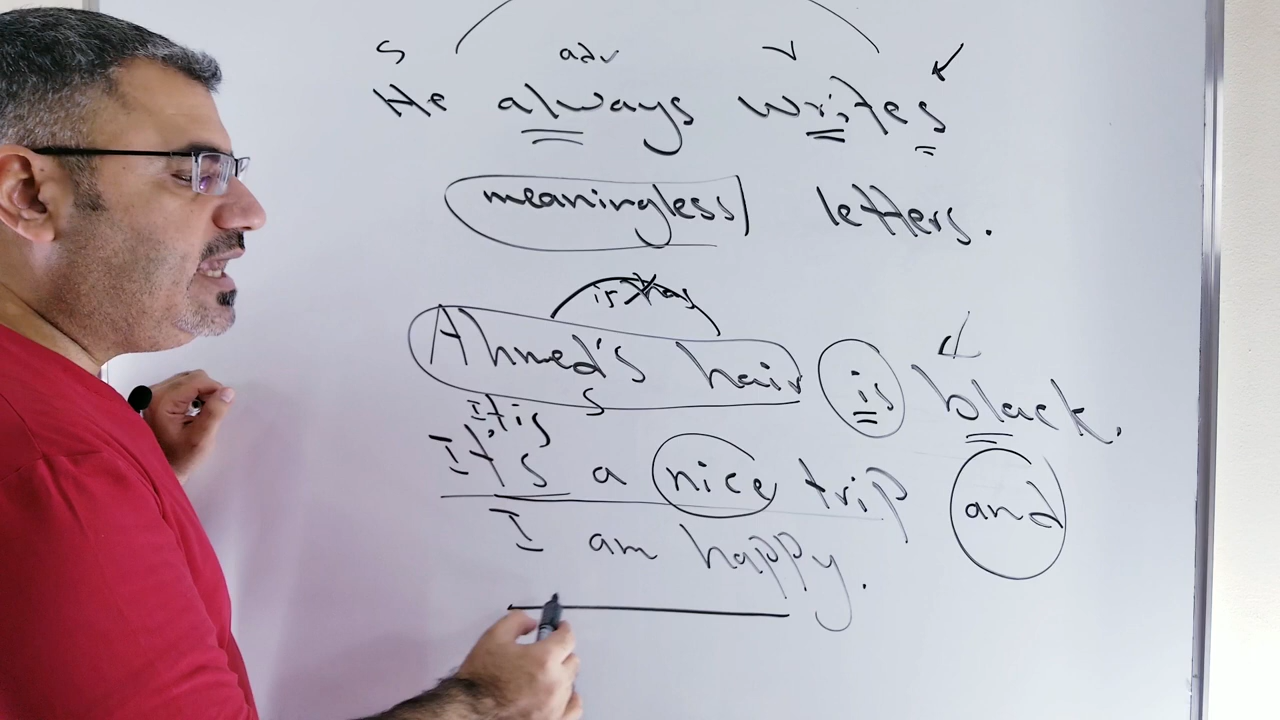 S adv V
He always writes
meaningless letters.
is has
Ahmed's hair is black.
S
It is
It's a nice trip and
I am happy.